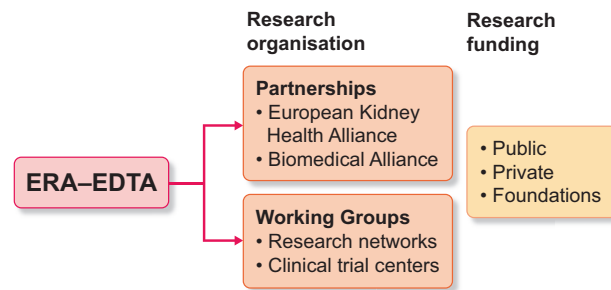 Research
organisation
Research
funding
Partnerships
• European Kidney
Health Alliance
• Biomedical Alliance
ERA–EDTA
• Public
• Private
• Foundations
Working Groups
• Research networks
• Clinical trial centers